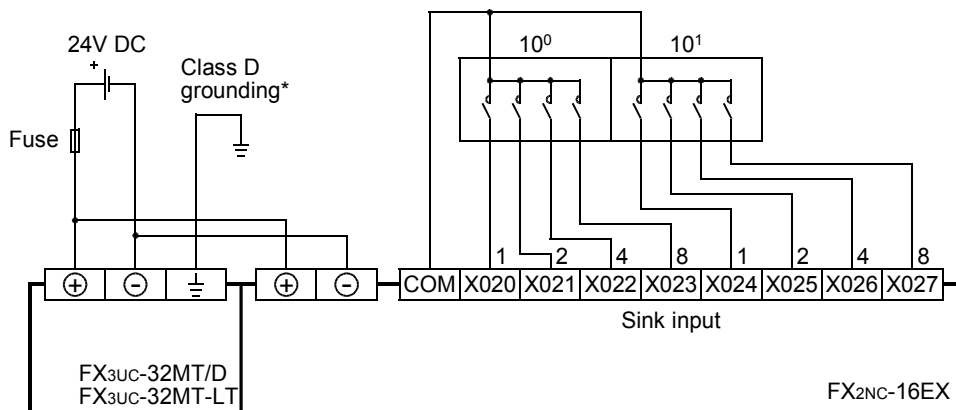 24V DC
+
Class D
grounding*
Fuse
10⁰ 10¹
1 2 4 8 1 2 4 8
+ - + - COM X020 X021 X022 X023 X024 X025 X026 X027
Sink input
FX3UC-32MT/D
FX3UC-32MT-LT
FX2NC-16EX